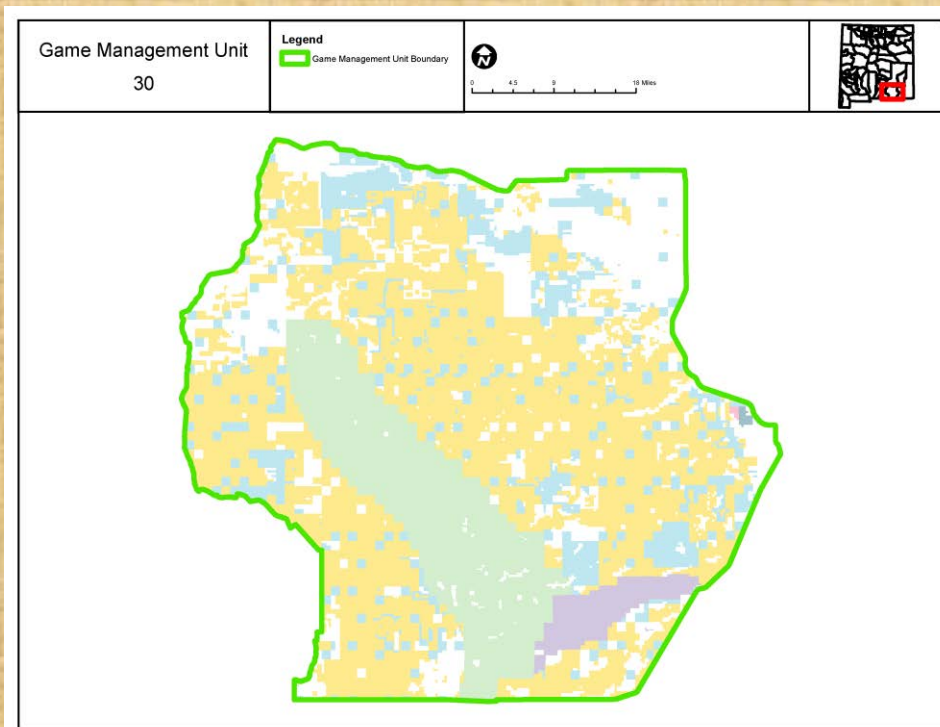 Game Management Unit
30
Legend
Game Management Unit Boundary
N
0 4.5 9 18 Miles